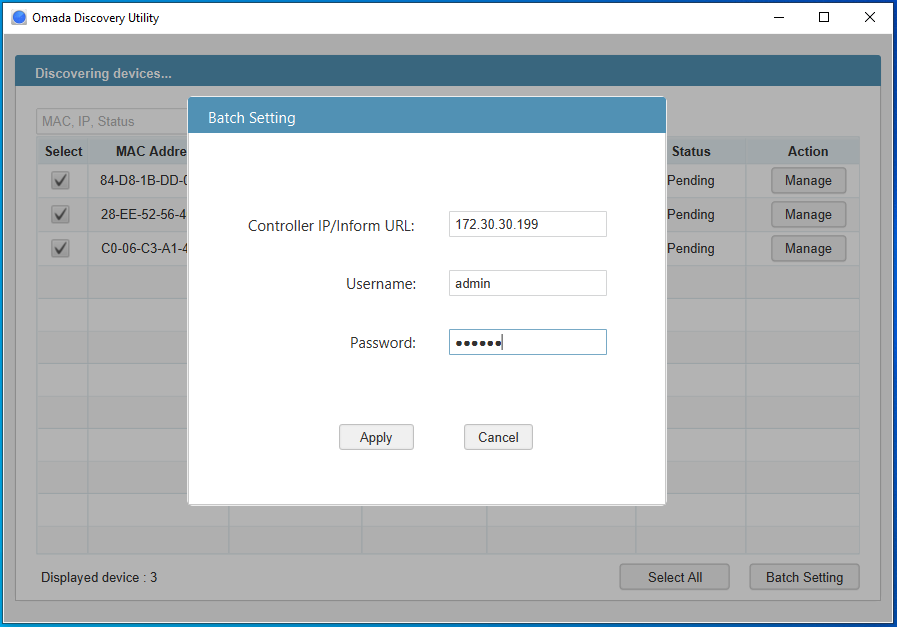 Omada Discovery Utility
Discovering devices...
MAC, IP, Status
Batch Setting
Select MAC Addre Status Action
84-D8-1B-DD-0 Pending Manage
28-EE-52-56-4 Pending Manage
C0-06-C3-A1-4 Pending Manage
Controller IP/Inform URL: 172.30.30.199
Username: admin
Password: ●●●●●●
Apply Cancel
Displayed device : 3 Select All Batch Setting